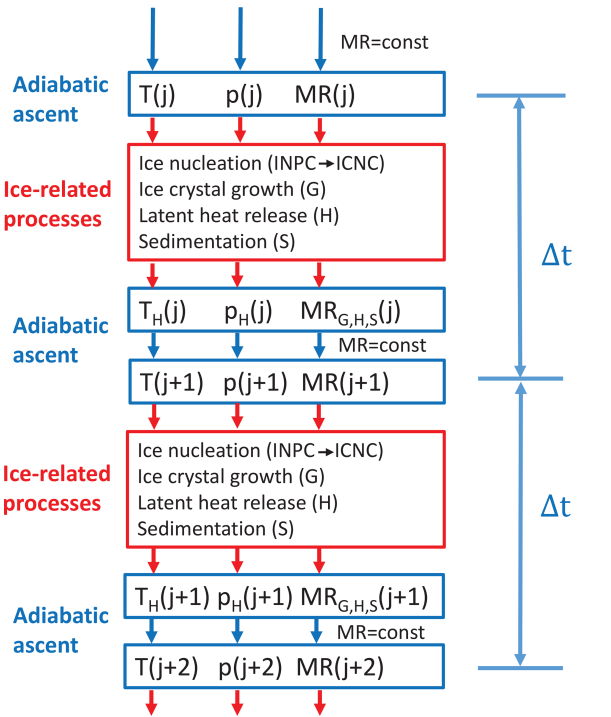 MR=const
Adiabatic
ascent
T(j) p(j) MR(j)
Ice-related
processes
Ice nucleation (INPC→ICNC)
Ice crystal growth (G)
Latent heat release (H)
Sedimentation (S)
Δt
Adiabatic
ascent
T_H(j) p_H(j) MR_G,H,S(j)
MR=const
T(j+1) p(j+1) MR(j+1)
Ice-related
processes
Ice nucleation (INPC→ICNC)
Ice crystal growth (G)
Latent heat release (H)
Sedimentation (S)
Δt
Adiabatic
ascent
T_H(j+1) p_H(j+1) MR_G,H,S(j+1)
MR=const
T(j+2) p(j+2) MR(j+2)